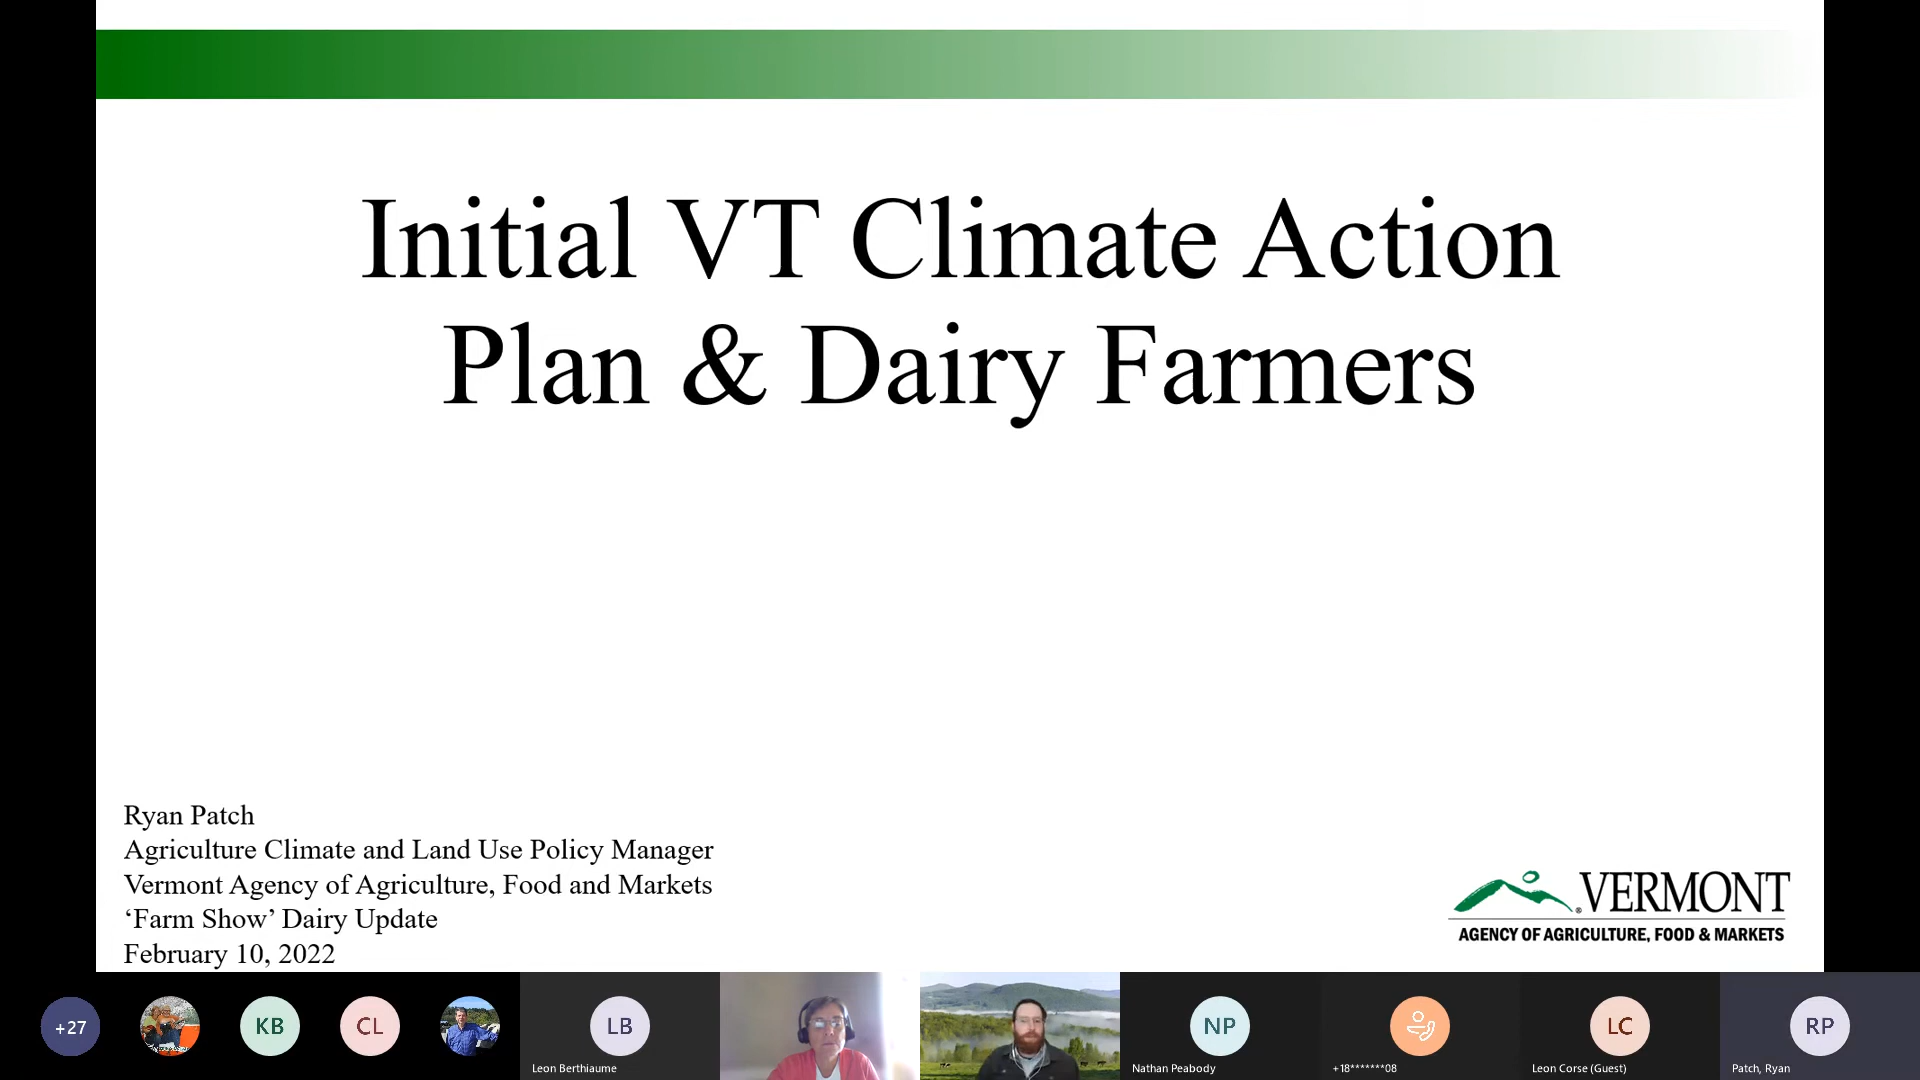 Initial VT Climate Action
Plan & Dairy Farmers
Ryan Patch
Agriculture Climate and Land Use Policy Manager
Vermont Agency of Agriculture, Food and Markets
‘Farm Show’ Dairy Update
February 10, 2022
VERMONT
AGENCY OF AGRICULTURE, FOOD & MARKETS
+27
KB
CL
LB
Leon Berthiaume
NP
Nathan Peabody
+18*******08
LC
Leon Corse (Guest)
RP
Patch, Ryan